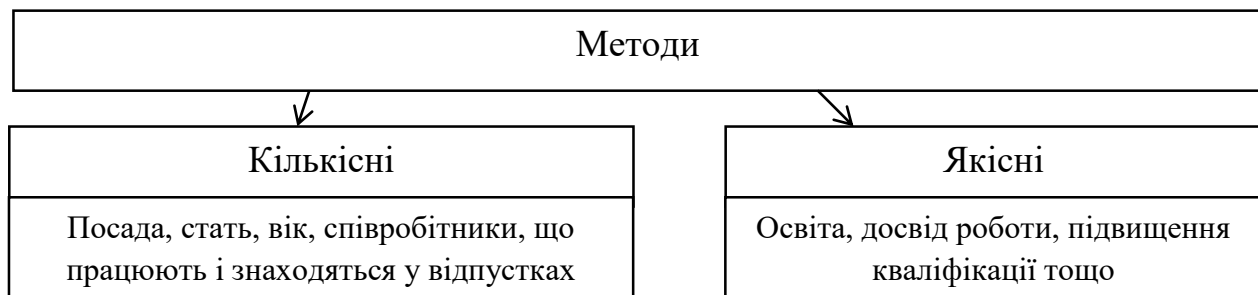 Методи
Кількісні
Якісні
Посада, стать, вік, співробітники, що
працюють і знаходяться у відпустках
Освіта, досвід роботи, підвищення
кваліфікації тощо